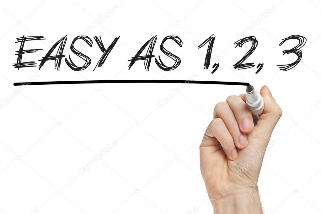 EASY AS 1, 2, 3